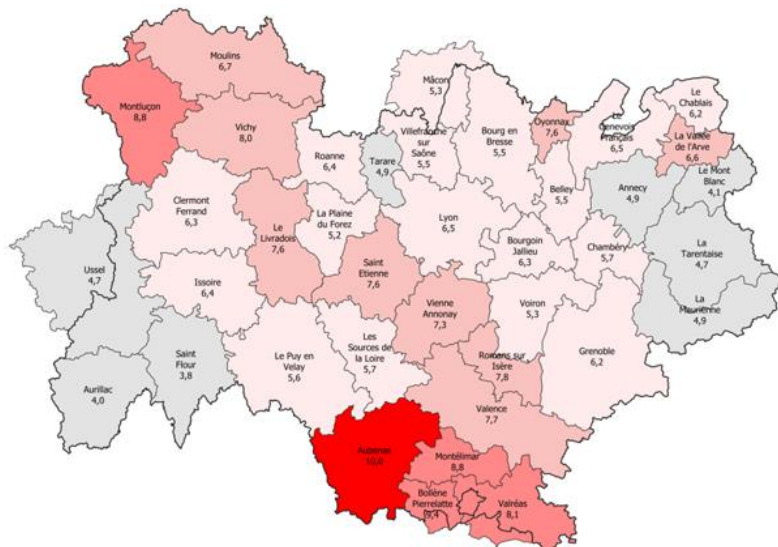 Moulins
6,7
Montluçon
8,8
Vichy
8,0
Mâcon
5,3
Roanne
6,4
Tarare
4,9
Villefranche
sur
Saône
5,5
Bourg en
Bresse
5,5
Oyonnax
7,6
Le
Genevois
Français
6,5
Le
Chablais
6,2
La Vallée
de l'Arve
6,6
Le Mont
Blanc
4,1
Annecy
4,9
Belley
5,5
Clermont
Ferrand
6,3
Le
Livradois
7,6
La Plaine
du Forez
5,2
Lyon
6,5
Bourgoin
Jallieu
6,3
Chambéry
5,7
La
Tarentaise
4,7
Ussel
4,7
Issoire
6,4
Saint
Etienne
7,6
Vienne
Annonay
7,3
Voiron
5,3
La
Maurienne
4,9
Aurillac
4,0
Saint
Flour
3,8
Le Puy en
Velay
5,6
Les
Sources de
la Loire
5,7
Romans sur
Isère
7,8
Grenoble
6,2
Valence
7,7
Aubenas
10,0
Montélimar
8,8
Bollène
Pierrelatte
9,4
Valréas
8,1